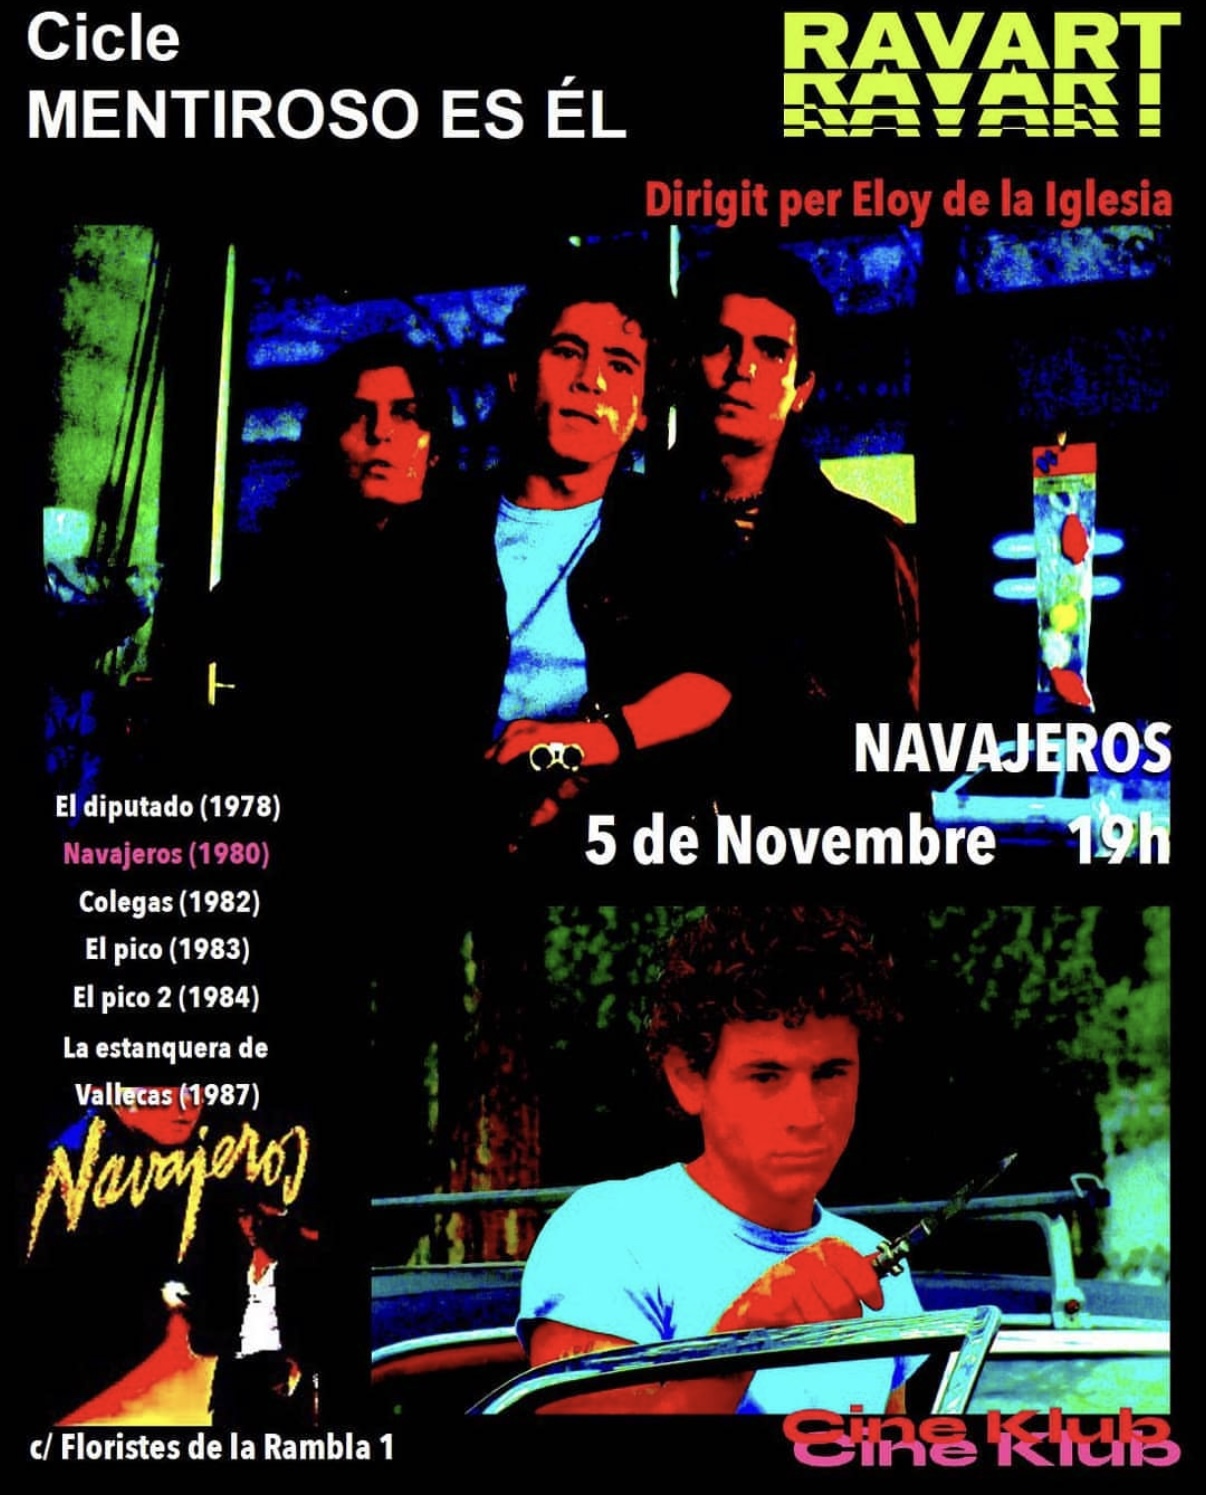 Cicle
MENTIROSO ES ÉL
RAVART
RAVART
RAVART
Dirigit per Eloy de la Iglesia
NAVAJEROS
5 de Novembre 19h
El diputado (1978)
Navajeros (1980)
Colegas (1982)
El pico (1983)
El pico 2 (1984)
La estanquera de
Vallecas (1987)
Navajeros
c/ Floristes de la Rambla 1
Cine Klub
Cine Klub